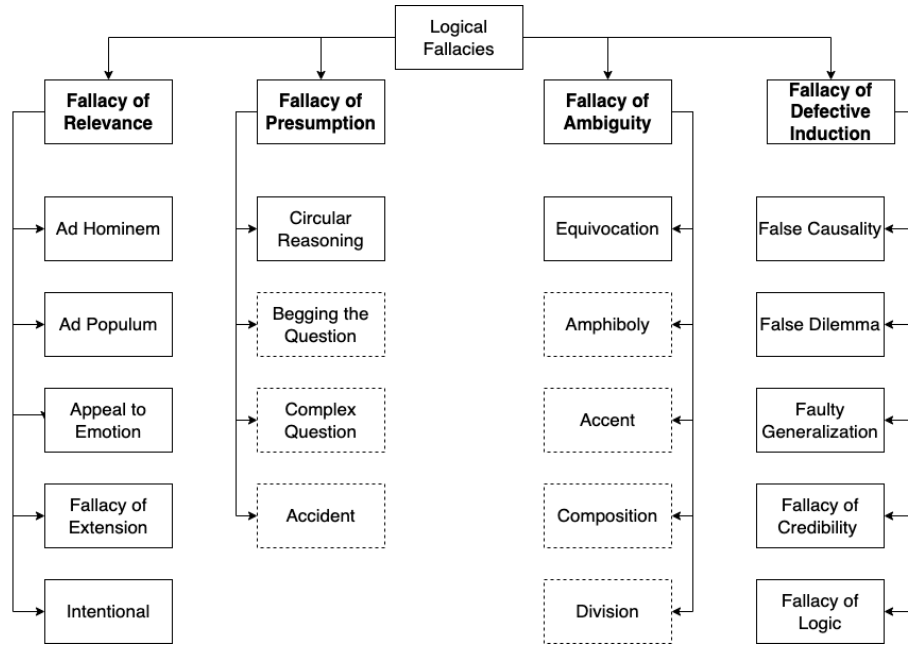 Logical
Fallacies
Fallacy of
Relevance
Fallacy of
Presumption
Fallacy of
Ambiguity
Fallacy of
Defective
Induction
Ad Hominem
Circular
Reasoning
Equivocation
False Causality
Ad Populum
Begging the
Question
Amphiboly
False Dilemma
Appeal to
Emotion
Complex
Question
Accent
Faulty
Generalization
Fallacy of
Extension
Accident
Composition
Fallacy of
Credibility
Intentional
Division
Fallacy of
Logic